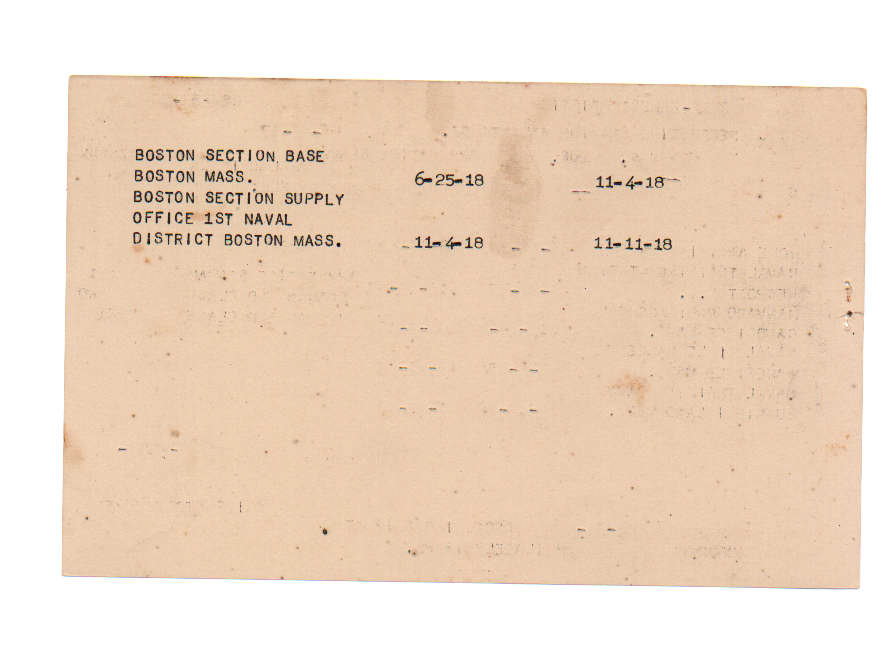 BOSTON SECTION BASE
BOSTON MASS. 6-25-18 11-4-18
BOSTON SECTION SUPPLY
OFFICE 1ST NAVAL
DISTRICT BOSTON MASS. 11-4-18 11-11-18